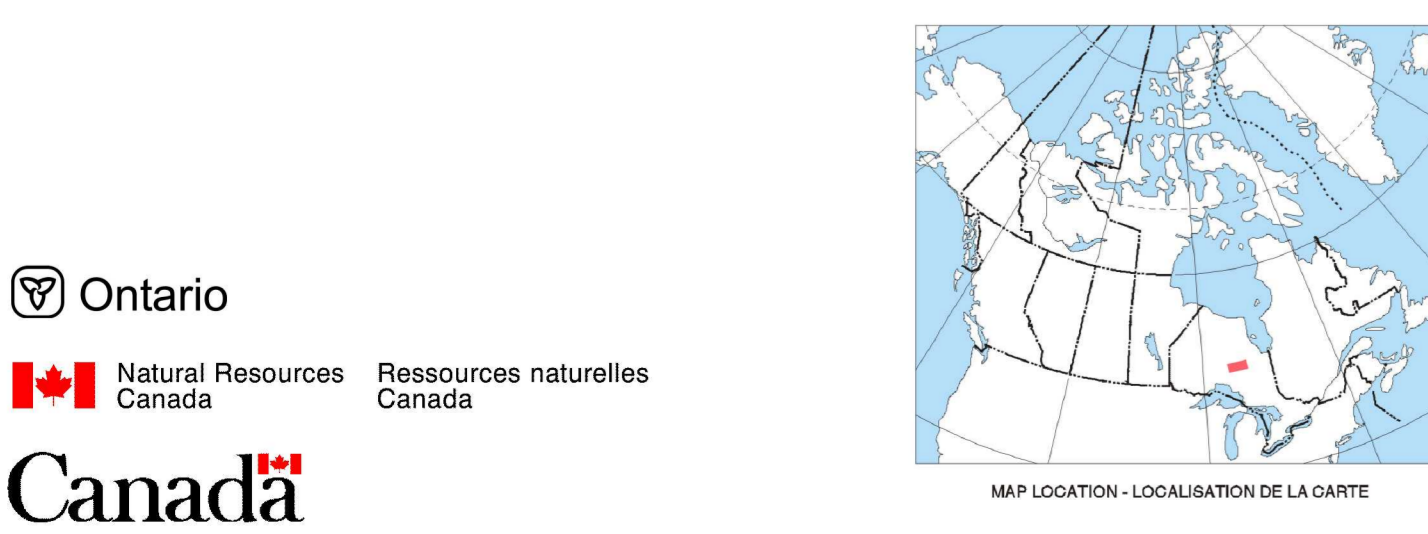 Ontario
Natural Resources Ressources naturelles
Canada Canada
Canada
MAP LOCATION - LOCALISATION DE LA CARTE